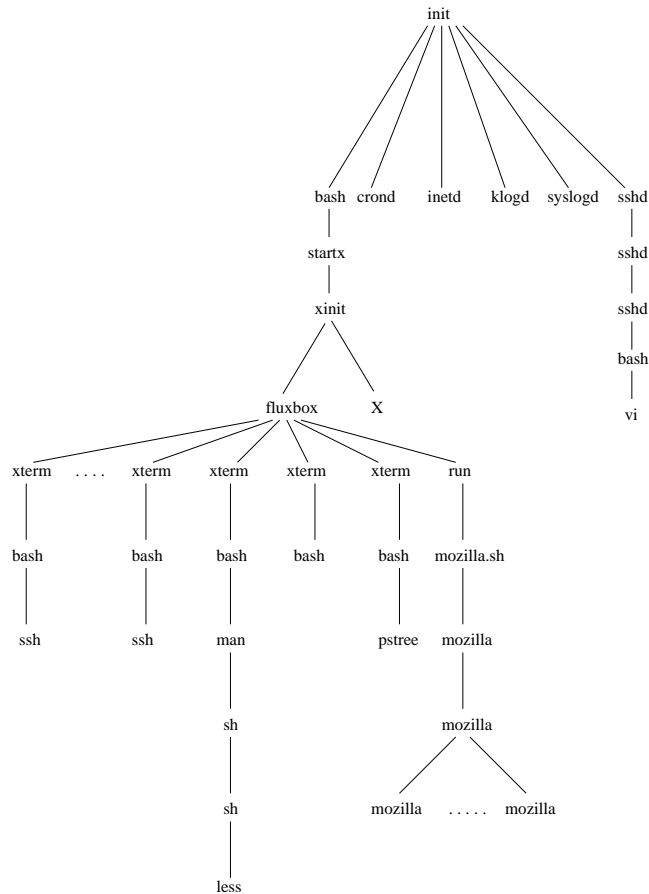 init
bash crond inetd klogd syslogd sshd
startx sshd
xinit sshd
bash
fluxbox X vi
xterm . . . . xterm xterm xterm xterm run
bash bash bash bash bash mozilla.sh
ssh ssh man pstree mozilla
sh mozilla
sh mozilla . . . . . mozilla
less